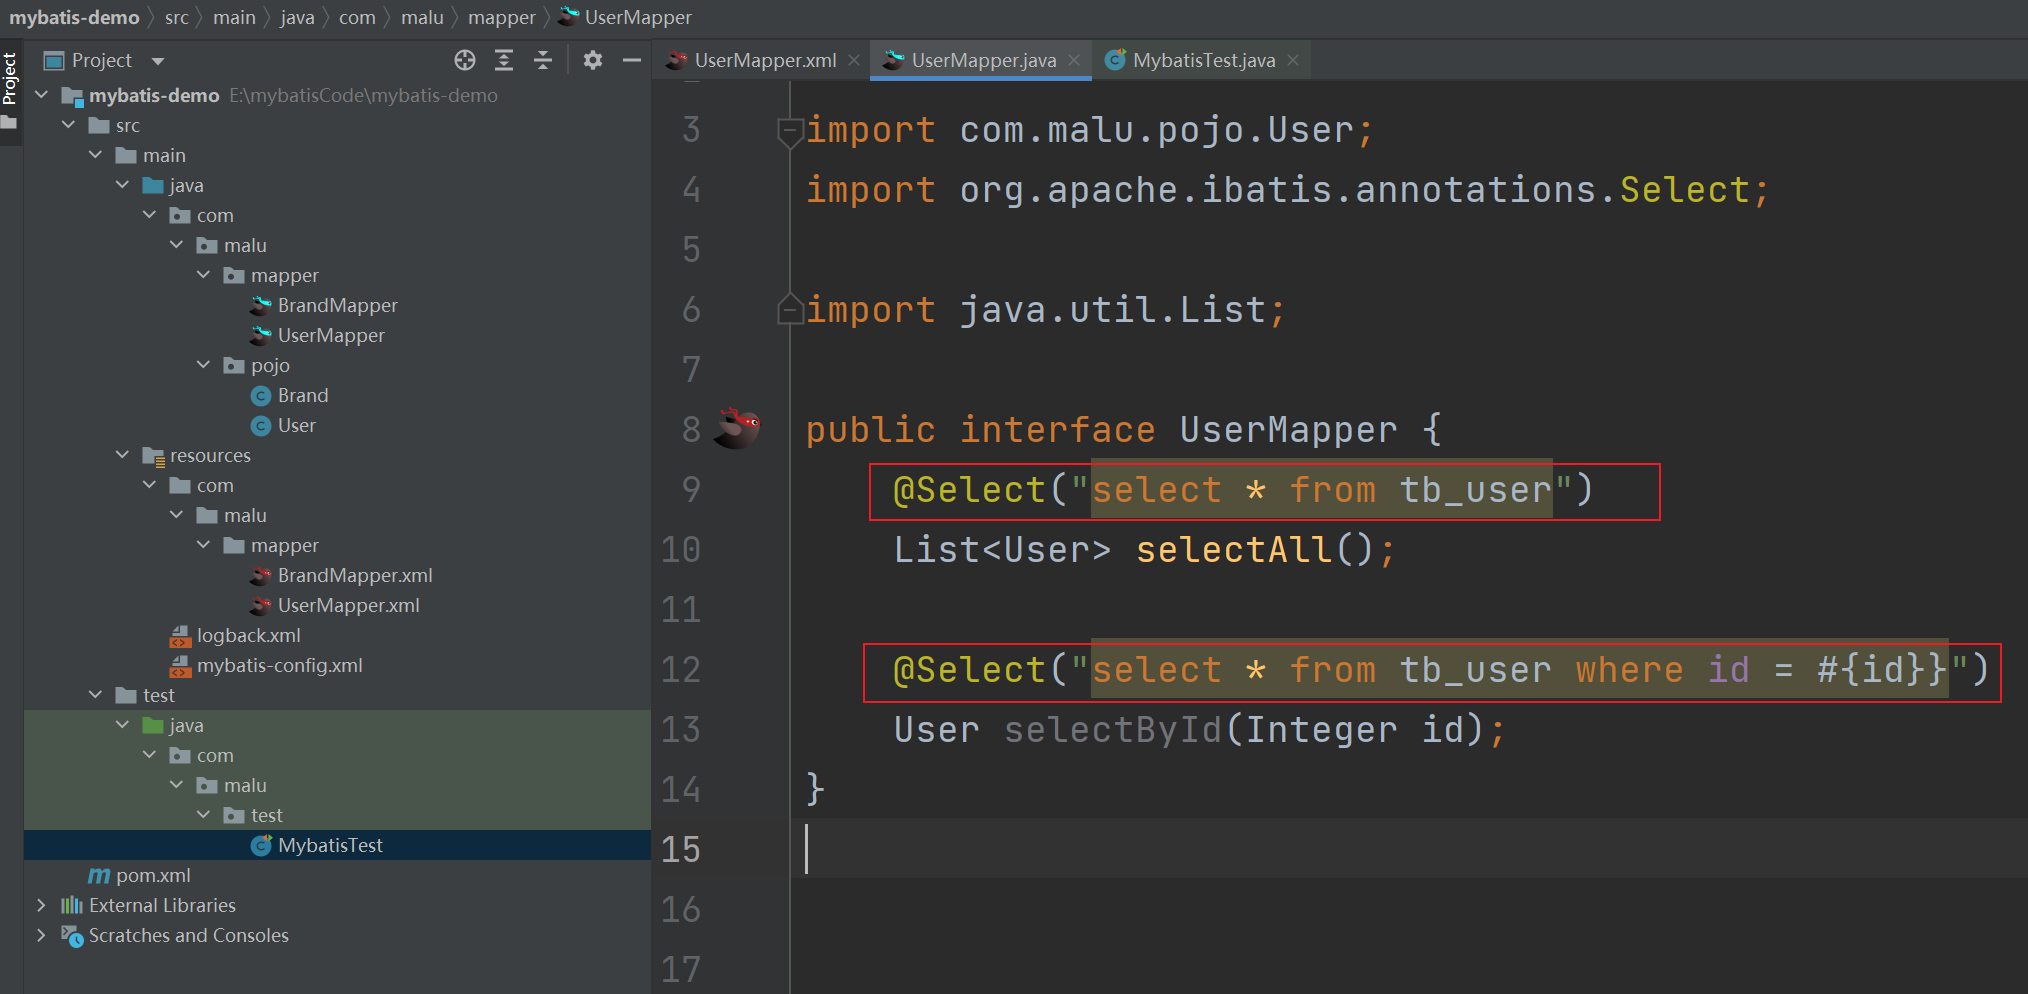 mybatis-demo src main java com malu mapper UserMapper
Project
Project
UserMapper.xml UserMapper.java MybatisTest.java
mybatis-demo E:\mybatisCode\mybatis-demo
src
main
java
com
malu
mapper
BrandMapper
UserMapper
pojo
Brand
User
resources
com
malu
mapper
BrandMapper.xml
UserMapper.xml
logback.xml
mybatis-config.xml
test
java
com
malu
test
MybatisTest
pom.xml
External Libraries
Scratches and Consoles
3 import com.malu.pojo.User;
4 import org.apache.ibatis.annotations.Select;
5
6 import java.util.List;
7
8 public interface UserMapper {
9 @Select("select * from tb_user")
10 List<User> selectAll();
11
12 @Select("select * from tb_user where id = #{id}}")
13 User selectById(Integer id);
14 }
15
16
17